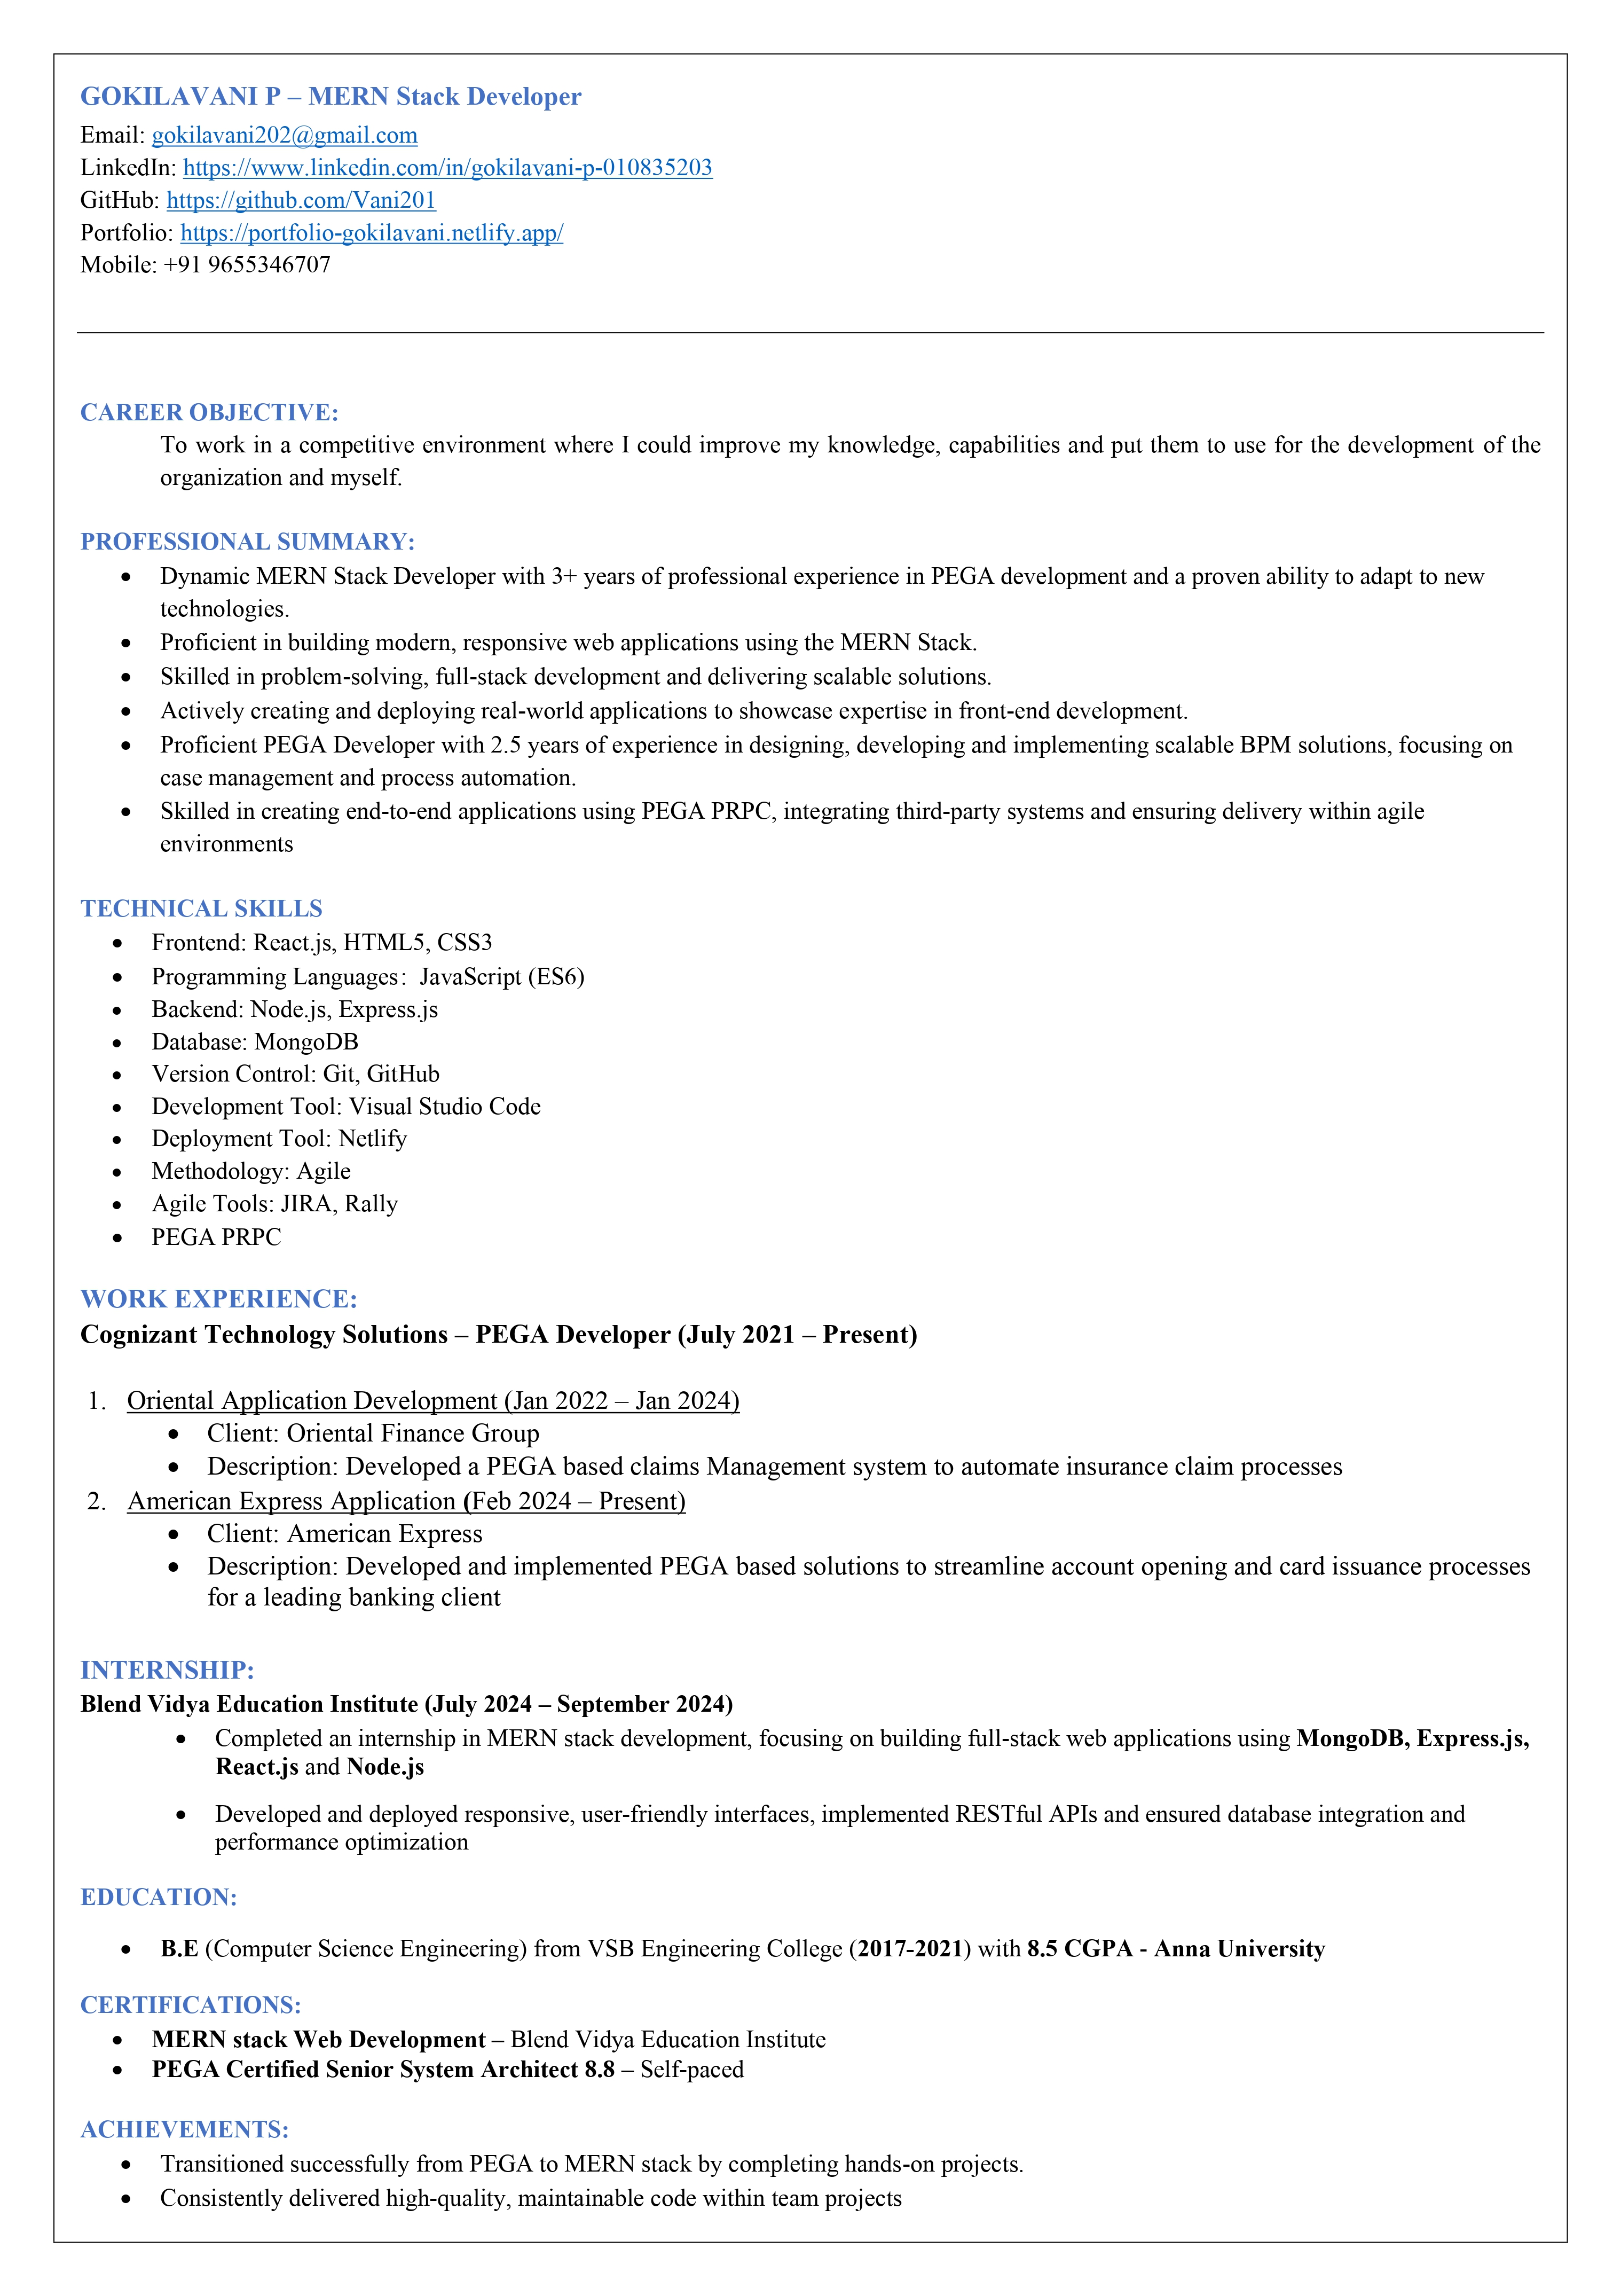 GOKILAVANI P – MERN Stack Developer
Email: gokilavani202@gmail.com
LinkedIn: https://www.linkedin.com/in/gokilavani-p-010835203
GitHub: https://github.com/Vani201
Portfolio: https://portfolio-gokilavani.netlify.app/
Mobile: +91 9655346707
CAREER OBJECTIVE:
To work in a competitive environment where I could improve my knowledge, capabilities and put them to use for the development of the
organization and myself.
PROFESSIONAL SUMMARY:
• Dynamic MERN Stack Developer with 3+ years of professional experience in PEGA development and a proven ability to adapt to new
technologies.
• Proficient in building modern, responsive web applications using the MERN Stack.
• Skilled in problem-solving, full-stack development and delivering scalable solutions.
• Actively creating and deploying real-world applications to showcase expertise in front-end development.
• Proficient PEGA Developer with 2.5 years of experience in designing, developing and implementing scalable BPM solutions, focusing on
case management and process automation.
• Skilled in creating end-to-end applications using PEGA PRPC, integrating third-party systems and ensuring delivery within agile
environments
TECHNICAL SKILLS
• Frontend: React.js, HTML5, CSS3
• Programming Languages: JavaScript (ES6)
• Backend: Node.js, Express.js
• Database: MongoDB
• Version Control: Git, GitHub
• Development Tool: Visual Studio Code
• Deployment Tool: Netlify
• Methodology: Agile
• Agile Tools: JIRA, Rally
• PEGA PRPC
WORK EXPERIENCE:
Cognizant Technology Solutions – PEGA Developer (July 2021 – Present)
1. Oriental Application Development (Jan 2022 – Jan 2024)
• Client: Oriental Finance Group
• Description: Developed a PEGA based claims Management system to automate insurance claim processes
2. American Express Application (Feb 2024 – Present)
• Client: American Express
• Description: Developed and implemented PEGA based solutions to streamline account opening and card issuance processes
for a leading banking client
INTERNSHIP:
Blend Vidya Education Institute (July 2024 – September 2024)
• Completed an internship in MERN stack development, focusing on building full-stack web applications using MongoDB, Express.js,
React.js and Node.js
• Developed and deployed responsive, user-friendly interfaces, implemented RESTful APIs and ensured database integration and
performance optimization
EDUCATION:
• B.E (Computer Science Engineering) from VSB Engineering College (2017-2021) with 8.5 CGPA - Anna University
CERTIFICATIONS:
• MERN stack Web Development – Blend Vidya Education Institute
• PEGA Certified Senior System Architect 8.8 – Self-paced
ACHIEVEMENTS:
• Transitioned successfully from PEGA to MERN stack by completing hands-on projects.
• Consistently delivered high-quality, maintainable code within team projects